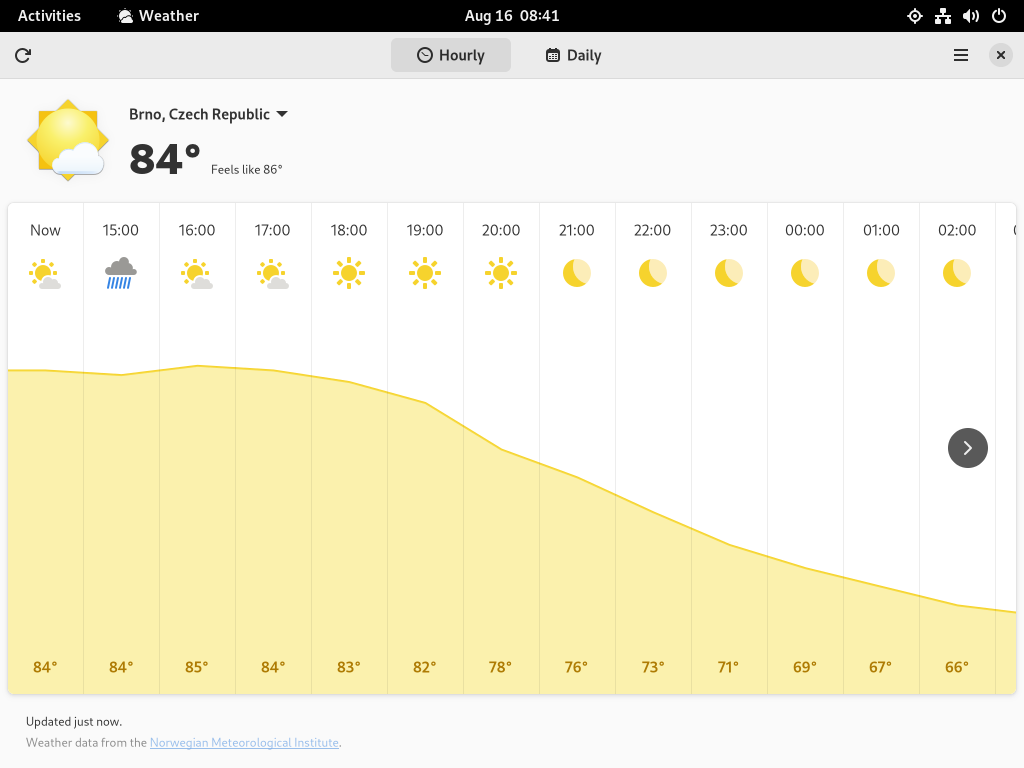 Activities Weather Aug 16 08:41
Hourly Daily
Brno, Czech Republic
84° Feels like 86°
Now 15:00 16:00 17:00 18:00 19:00 20:00 21:00 22:00 23:00 00:00 01:00 02:00
84° 84° 85° 84° 83° 82° 78° 76° 73° 71° 69° 67° 66°
Updated just now.
Weather data from the Norwegian Meteorological Institute.